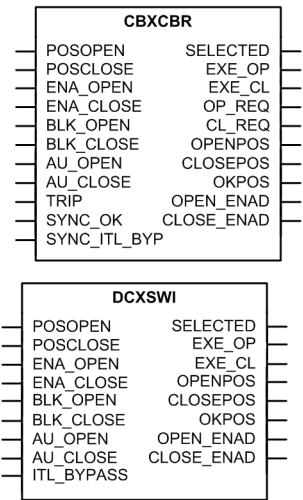 CBXCBR
POSOPEN SELECTED
POSCLOSE EXE_OP
ENA_OPEN EXE_CL
ENA_CLOSE OP_REQ
BLK_OPEN CL_REQ
BLK_CLOSE OPENPOS
AU_OPEN CLOSEPOS
AU_CLOSE OKPOS
TRIP OPEN_ENAD
SYNC_OK CLOSE_ENAD
SYNC_ITL_BYP
DCXSWI
POSOPEN SELECTED
POSCLOSE EXE_OP
ENA_OPEN EXE_CL
ENA_CLOSE OPENPOS
BLK_OPEN CLOSEPOS
BLK_CLOSE OKPOS
AU_OPEN OPEN_ENAD
AU_CLOSE CLOSE_ENAD
ITL_BYPASS